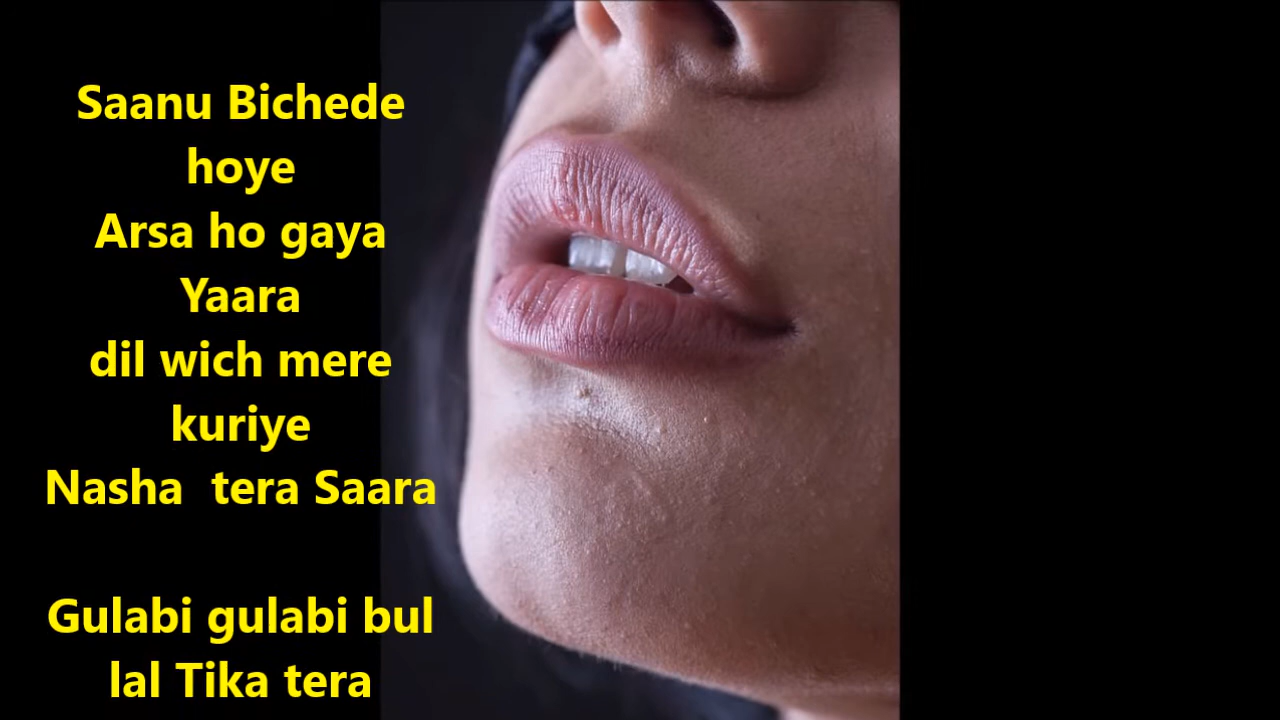 Saanu Bichede
hoye
Arsa ho gaya
Yaara
dil wich mere
kuriye
Nasha  tera Saara
Gulabi gulabi bul
lal Tika tera